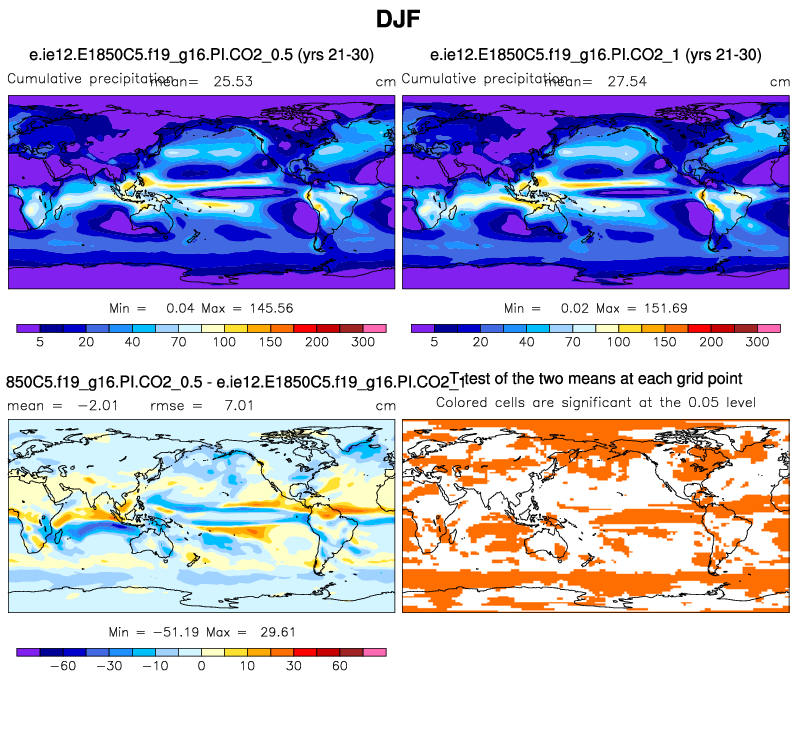 DJF
e.ie12.E1850C5.f19_g16.PI.CO2_0.5 (yrs 21-30)
Cumulative precipitation mean= 25.53 cm
Min = 0.04 Max = 145.56
5 20 40 70 100 150 200 300
e.ie12.E1850C5.f19_g16.PI.CO2_1 (yrs 21-30)
Cumulative precipitation mean= 27.54 cm
Min = 0.02 Max = 151.69
5 20 40 70 100 150 200 300
850C5.f19_g16.PI.CO2_0.5 - e.ie12.E1850C5.f19_g16.PI.CO2_1
mean = −2.01 rmse = 7.01 cm
Min = −51.19 Max = 29.61
−60 −30 −10 0 10 30 60
T-test of the two means at each grid point
Colored cells are significant at the 0.05 level